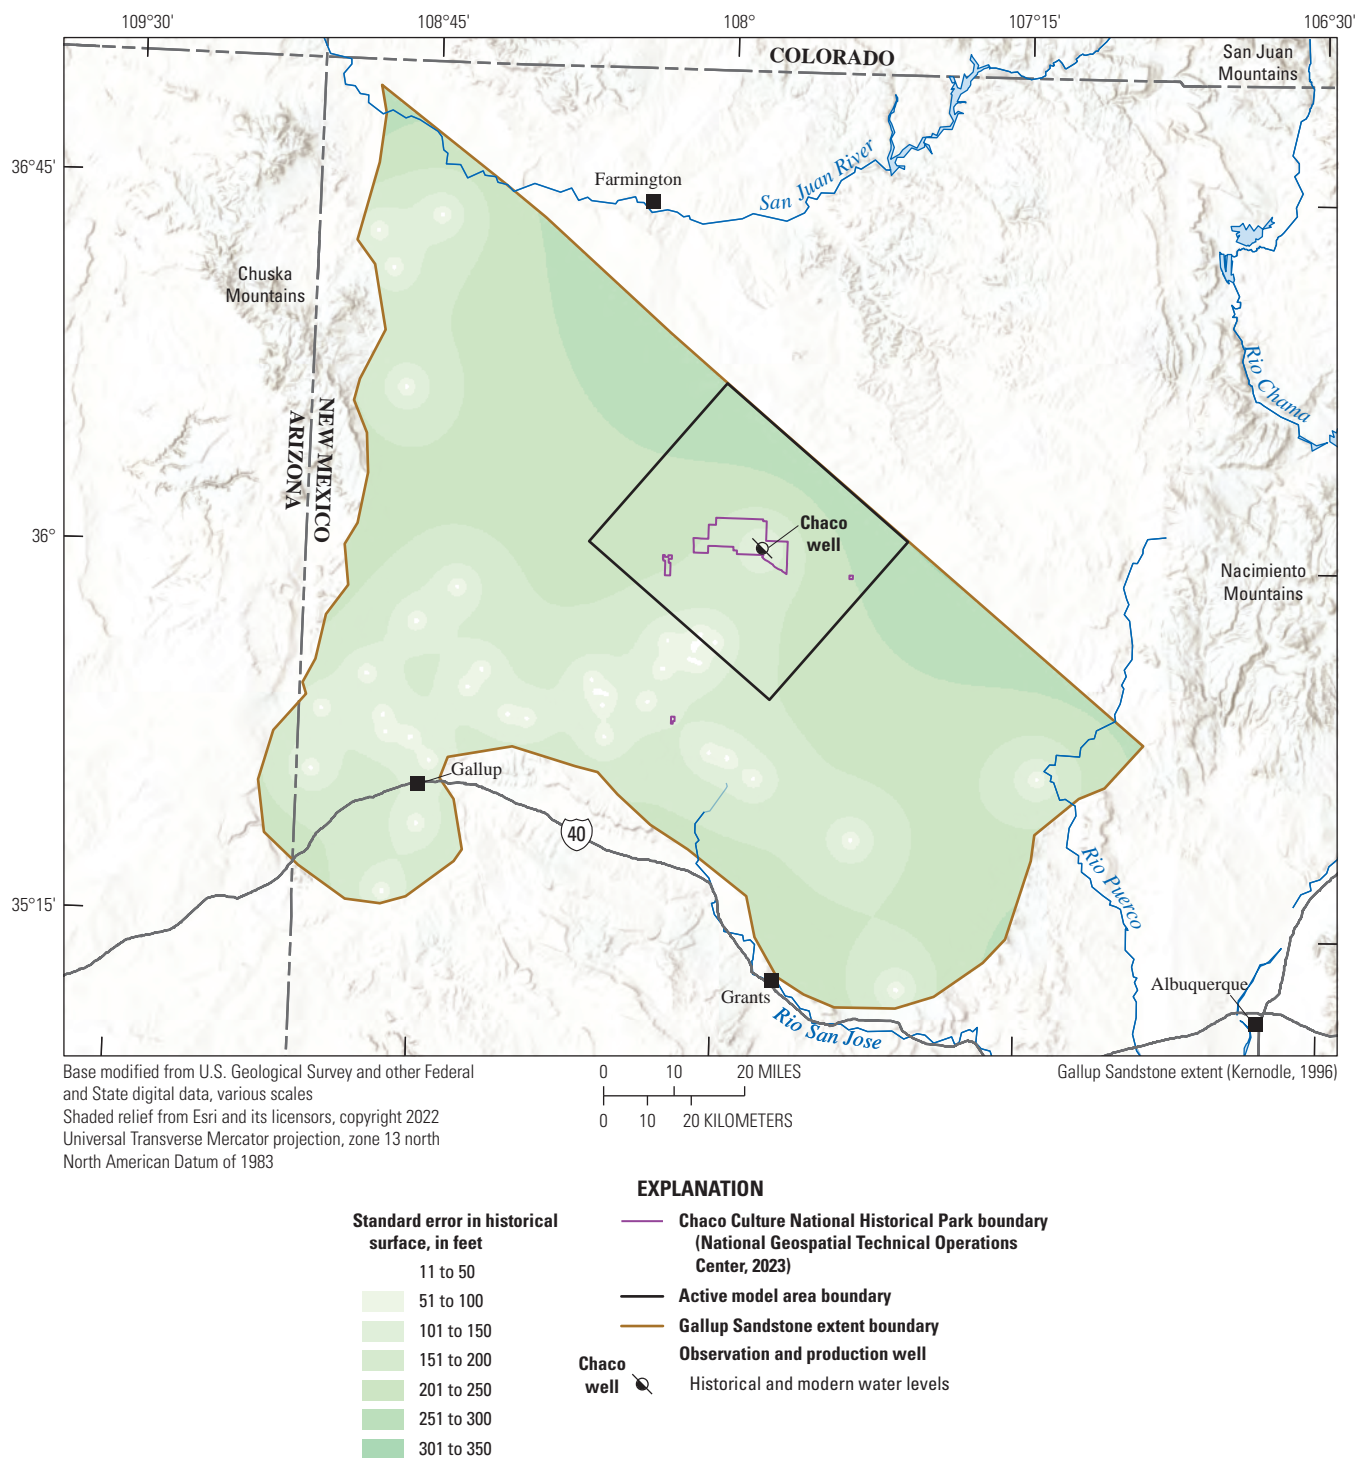 109°30'
108°45'
108°
107°15'
106°30'
COLORADO
San Juan
Mountains
36°45'
Farmington
San Juan River
Chuska
Mountains
Rio Chama
NEW MEXICO
ARIZONA
36°
Chaco
well
Nacimiento
Mountains
Gallup
40
Rio Puerco
35°15'
Albuquerque
Grants
Rio San Jose
Base modified from U.S. Geological Survey and other Federal
and State digital data, various scales
Shaded relief from Esri and its licensors, copyright 2022
Universal Transverse Mercator projection, zone 13 north
North American Datum of 1983
0 10 20 MILES
0 10 20 KILOMETERS
Gallup Sandstone extent (Kernodle, 1996)
EXPLANATION
Standard error in historical
surface, in feet
11 to 50
51 to 100
101 to 150
151 to 200
201 to 250
251 to 300
301 to 350
Chaco Culture National Historical Park boundary
(National Geospatial Technical Operations
Center, 2023)
Active model area boundary
Gallup Sandstone extent boundary
Observation and production well
Chaco
well
Historical and modern water levels